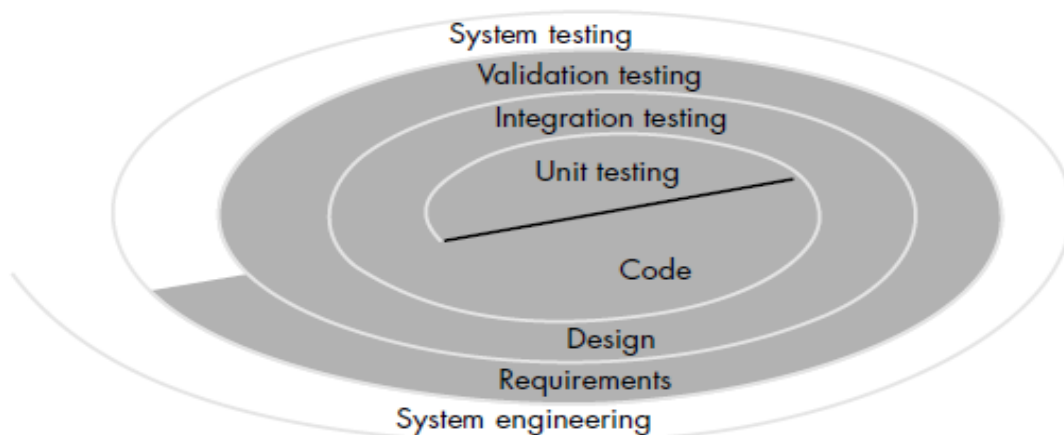 System testing
Validation testing
Integration testing
Unit testing
Code
Design
Requirements
System engineering